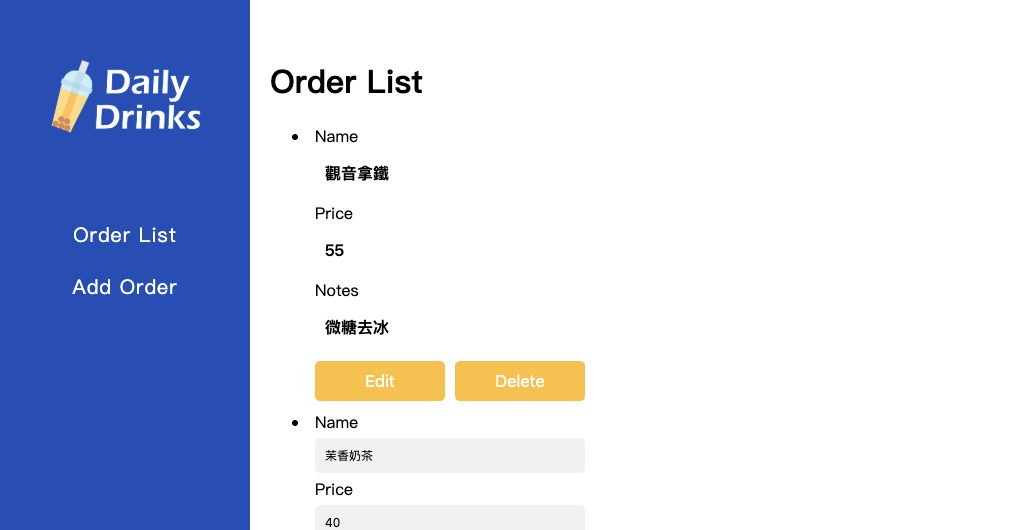 Daily
Drinks
Order List
Add Order
Order List
Name
觀音拿鐵
Price
55
Notes
微糖去冰
Edit Delete
Name
茉香奶茶
Price
40